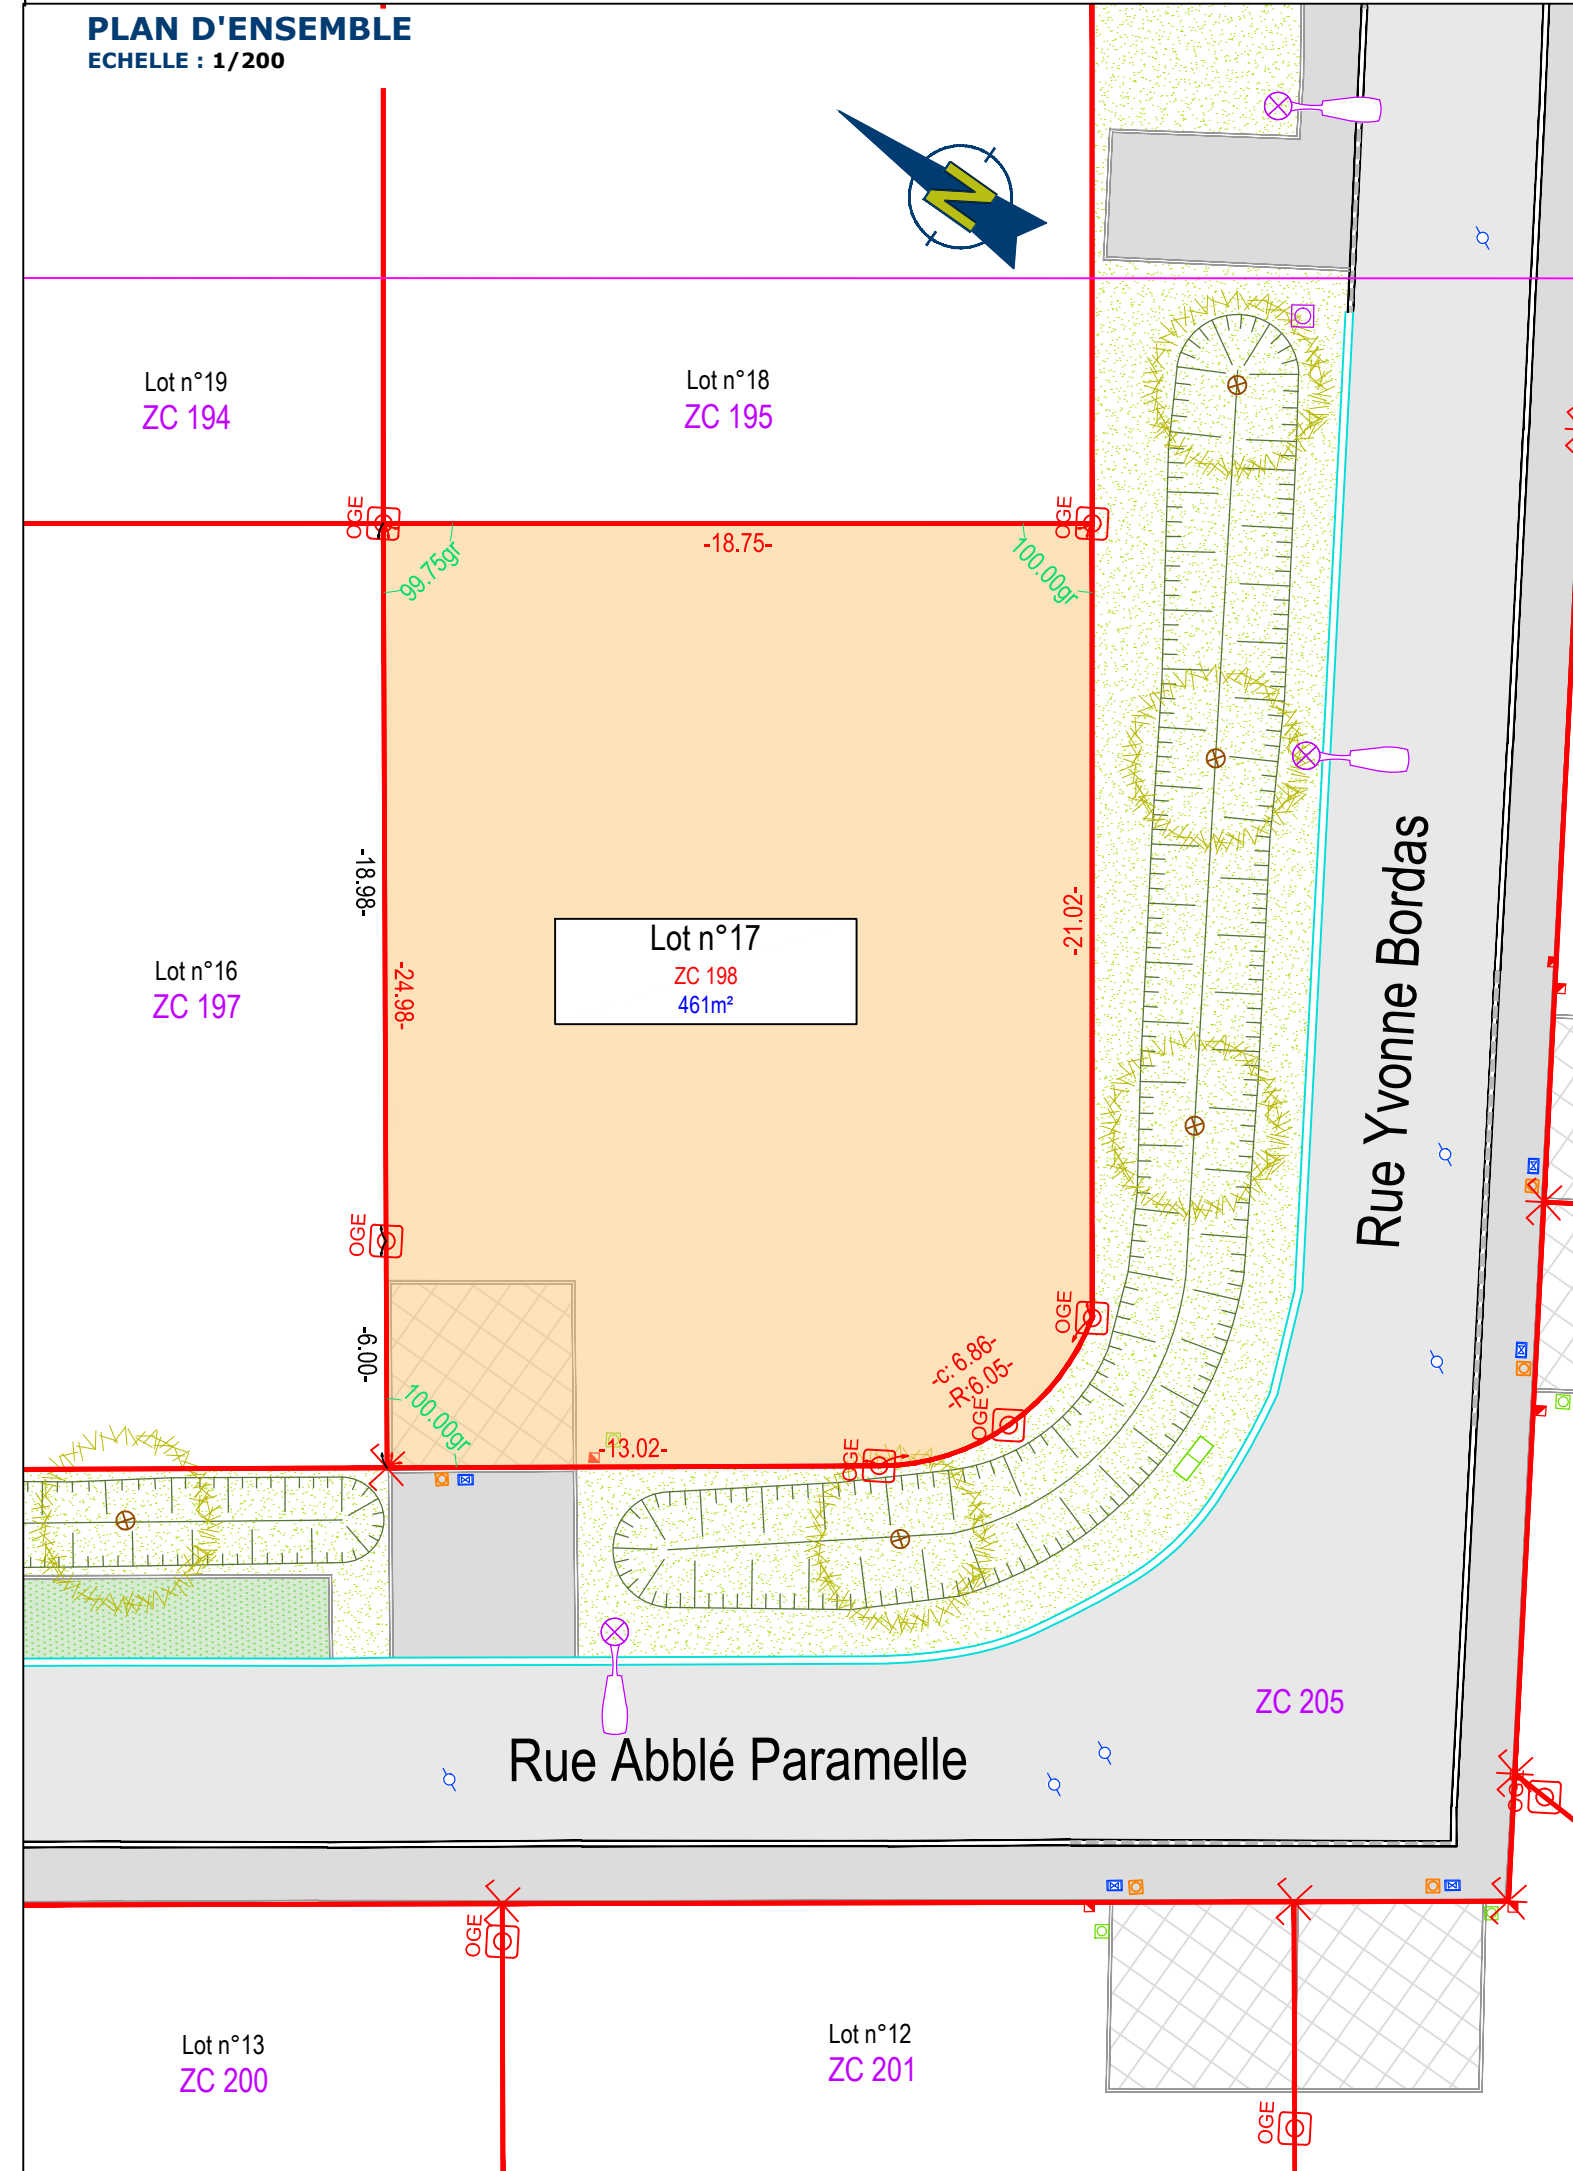 PLAN D'ENSEMBLE
ECHELLE : 1/200
N
Lot n°19
ZC 194
Lot n°18
ZC 195
OGE
OGE
-18.75-
99.75gr
100.00gr
-18.98-
-24.98-
-21.02-
Lot n°17
ZC 198
461m²
Lot n°16
ZC 197
Rue Yvonne Bordas
OGE
OGE
-6.00-
-c: 6.86-
-R:6.05-
100.00gr
OGE
-13.02-
OGE
ZC 205
Rue Abblé Paramelle
OGE
OGE
Lot n°13
ZC 200
Lot n°12
ZC 201
OGE